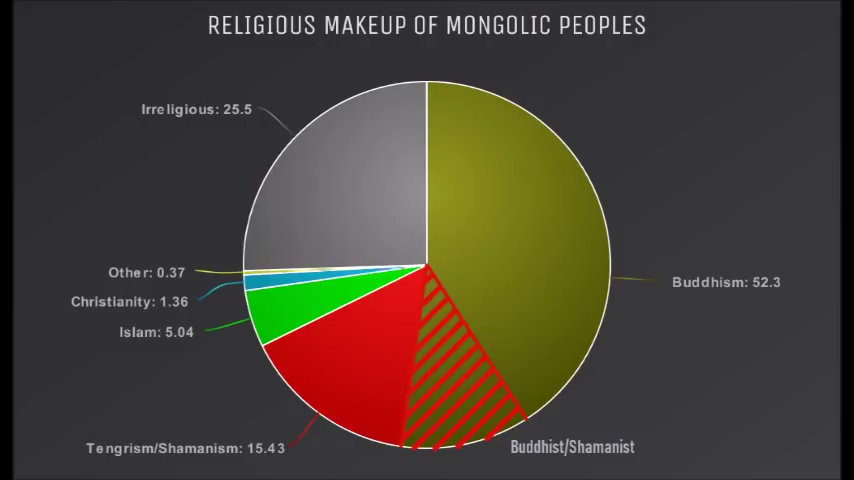 RELIGIOUS MAKEUP OF MONGOLIC PEOPLES
Irreligious: 25.5
Other: 0.37
Christianity: 1.36
Islam: 5.04
Buddhism: 52.3
Tengrism/Shamanism: 15.43
Buddhist/Shamanist